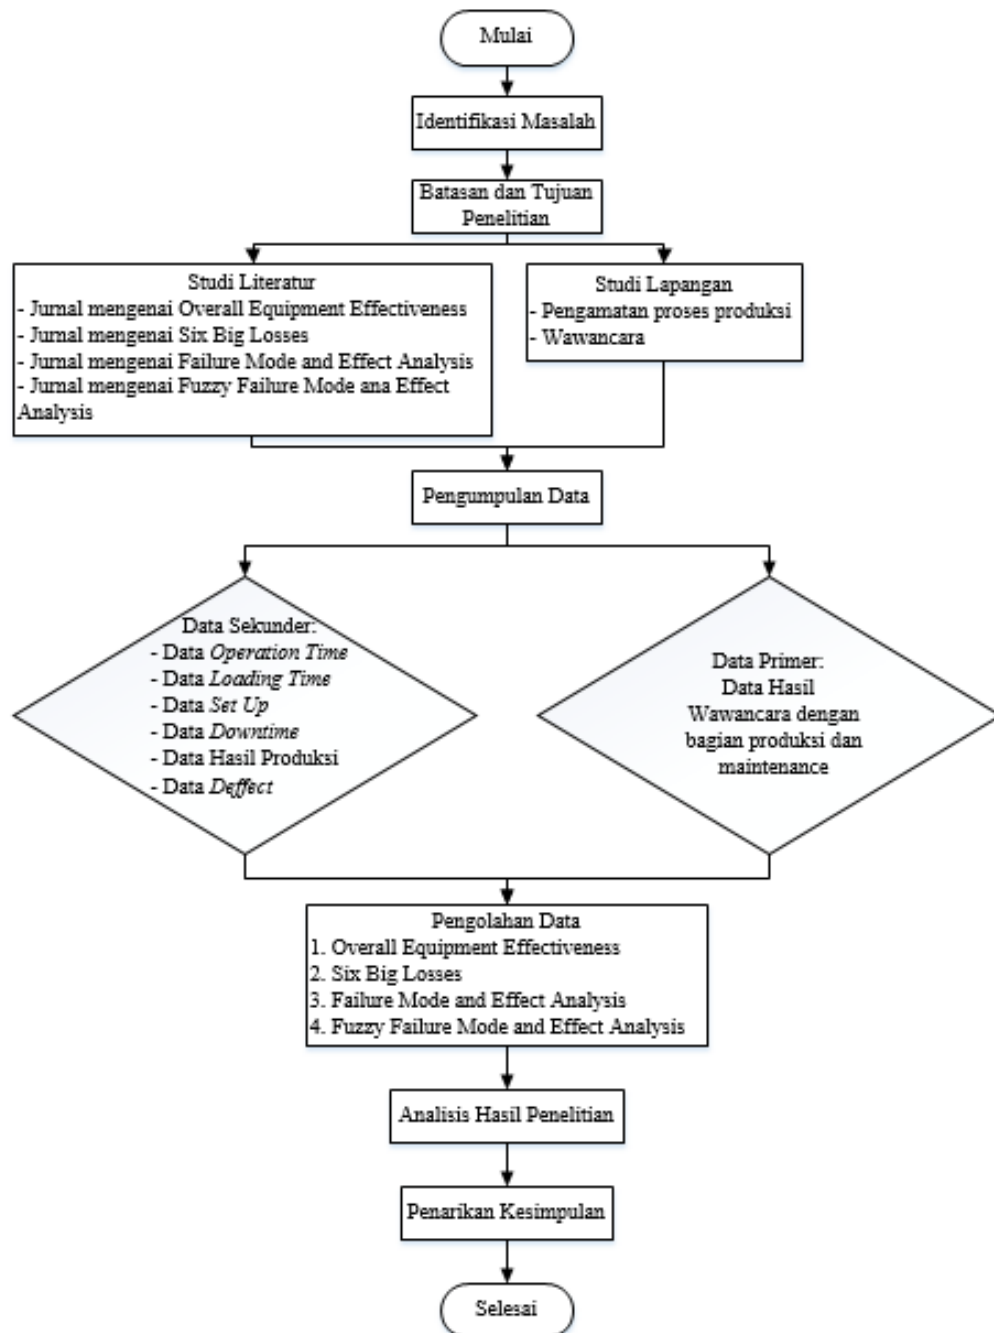 Mulai
Identifikasi Masalah
Batasan dan Tujuan
Penelitian
Studi Literatur
- Jurnal mengenai Overall Equipment Effectiveness
- Jurnal mengenai Six Big Losses
- Jurnal mengenai Failure Mode and Effect Analysis
- Jurnal mengenai Fuzzy Failure Mode ana Effect
Analysis
Studi Lapangan
- Pengamatan proses produksi
- Wawancara
Pengumpulan Data
Data Sekunder:
- Data Operation Time
- Data Loading Time
- Data Set Up
- Data Downtime
- Data Hasil Produksi
- Data Deffect
Data Primer:
Data Hasil
Wawancara dengan
bagian produksi dan
maintenance
Pengolahan Data
1. Overall Equipment Effectiveness
2. Six Big Losses
3. Failure Mode and Effect Analysis
4. Fuzzy Failure Mode and Effect Analysis
Analisis Hasil Penelitian
Penarikan Kesimpulan
Selesai